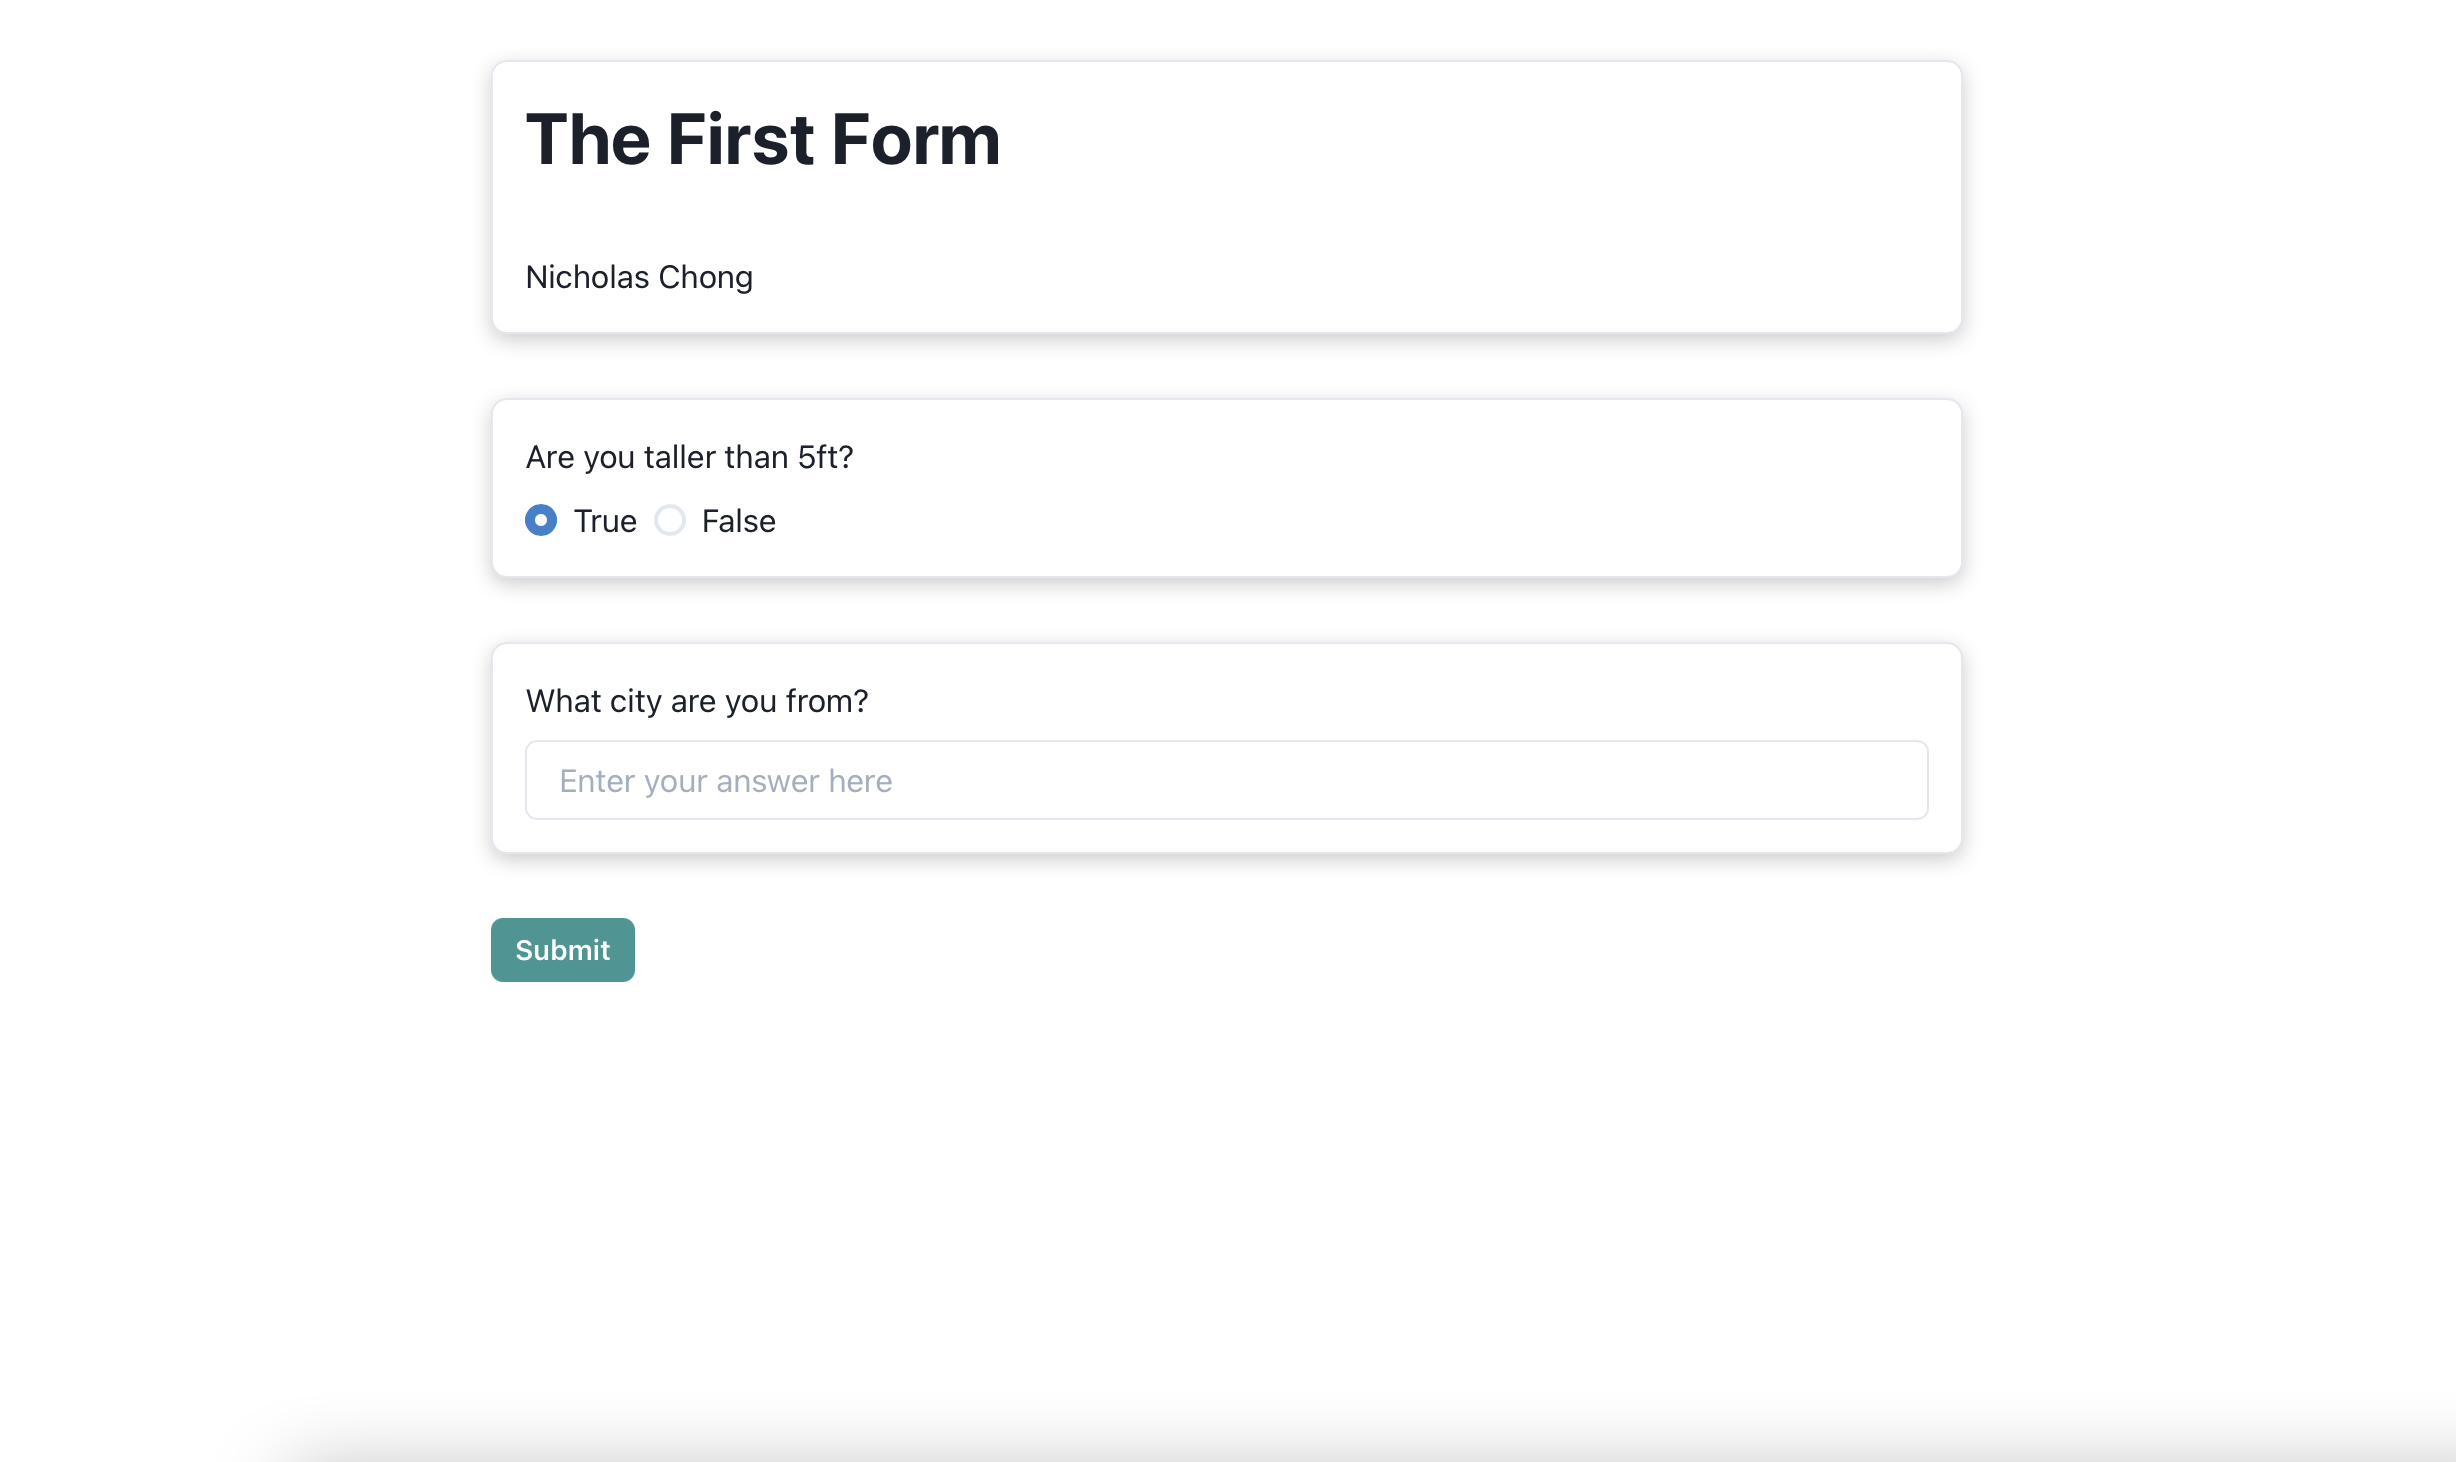 The First Form
Nicholas Chong
Are you taller than 5ft?
True False
What city are you from?
Enter your answer here
Submit